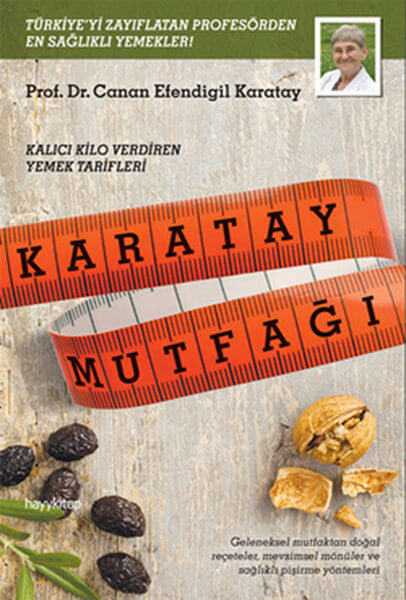 TÜRKİYE'Yİ ZAYIFLATAN PROFESÖRDEN
EN SAĞLIKLI YEMEKLER!
Prof. Dr. Canan Efendigil Karatay
KALICI KİLO VERDİREN
YEMEK TARİFLERİ
KARATAY
MUTFAĞI
hayykitap
Geleneksel mutfaktan doğal
reçeteler, mevsimsel mönüler ve
sağlıklı pişirme yöntemleri